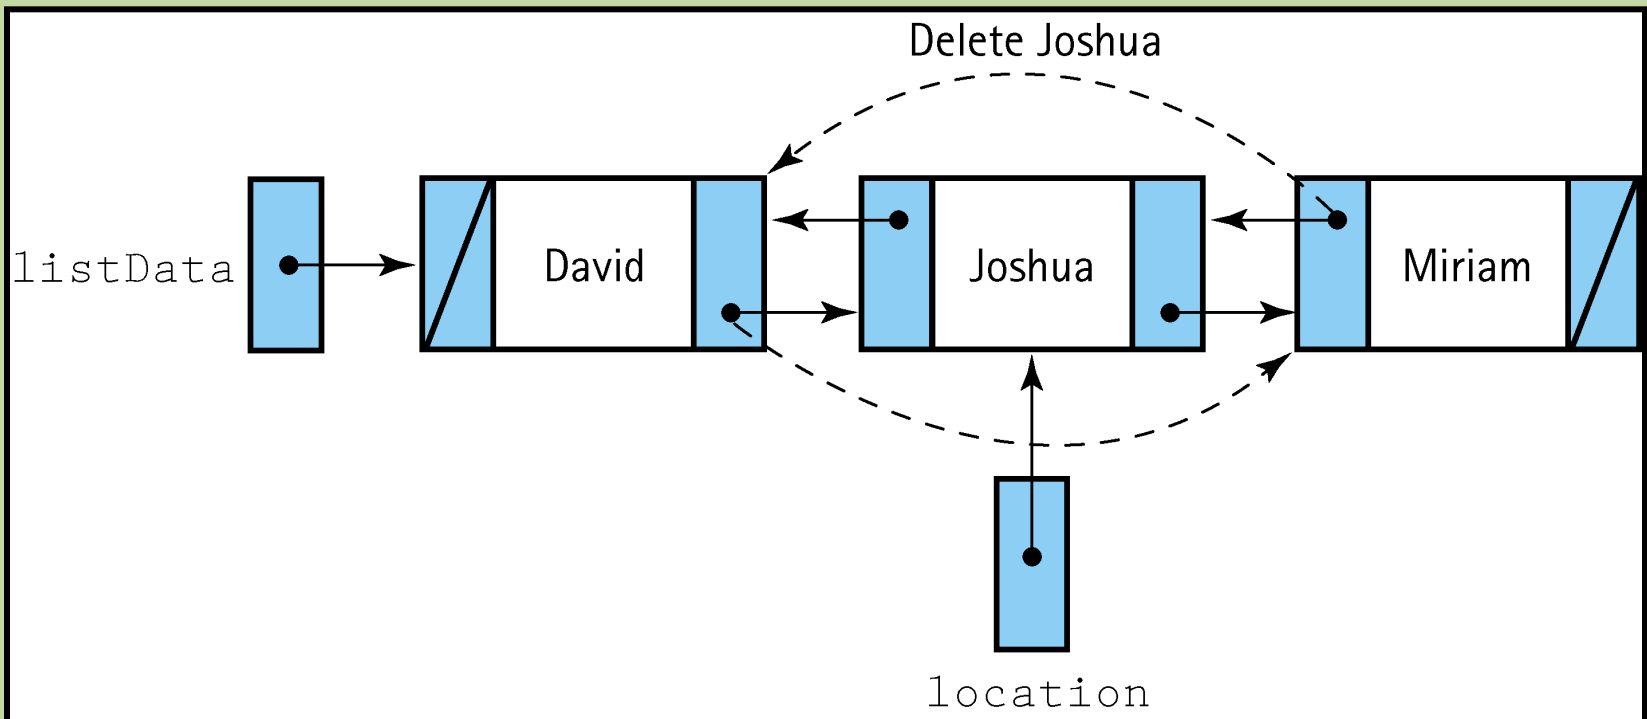 Delete Joshua
listData
David
Joshua
Miriam
location